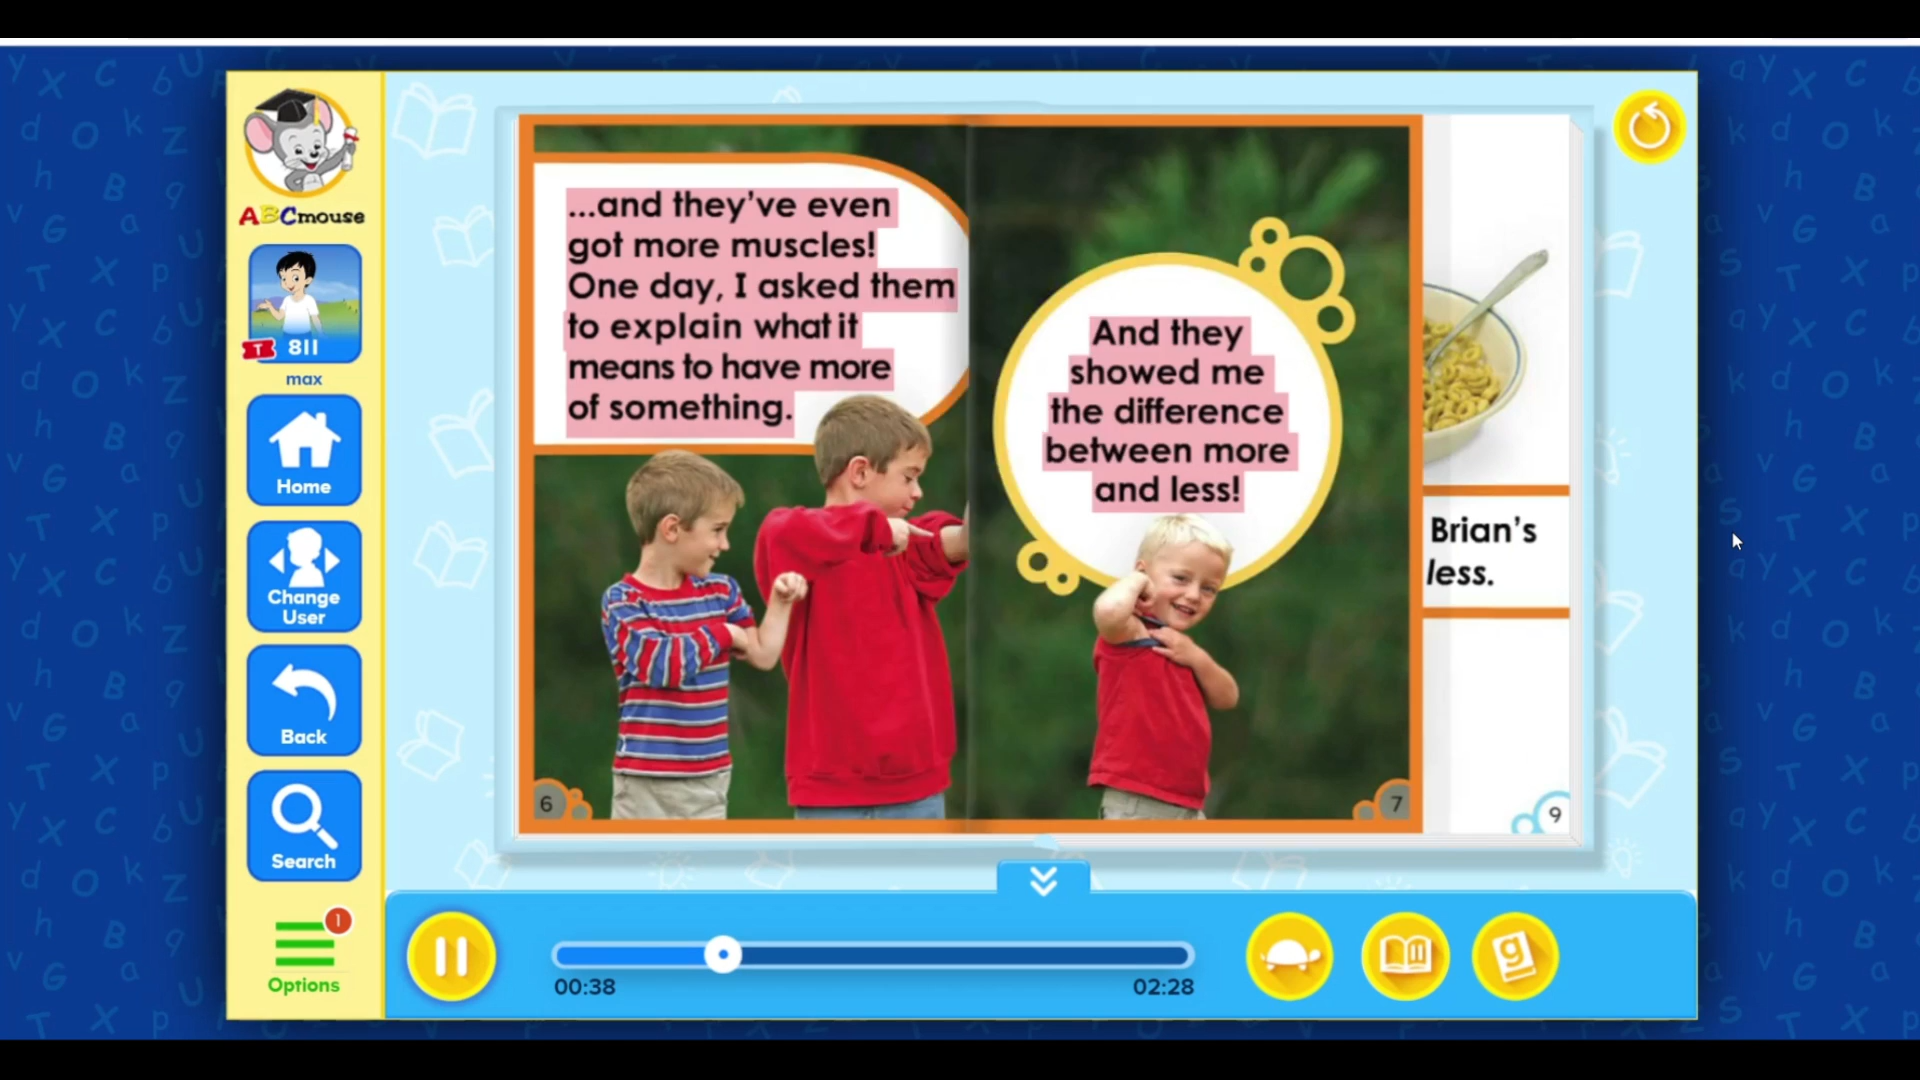 ABCmouse
T 811
max
Home
Change
User
Back
Search
1
Options
...and they've even
got more muscles!
One day, I asked them
to explain what it
means to have more
of something.
6
And they
showed me
the difference
between more
and less!
7
Brian's
less.
9
00:38
02:28
g